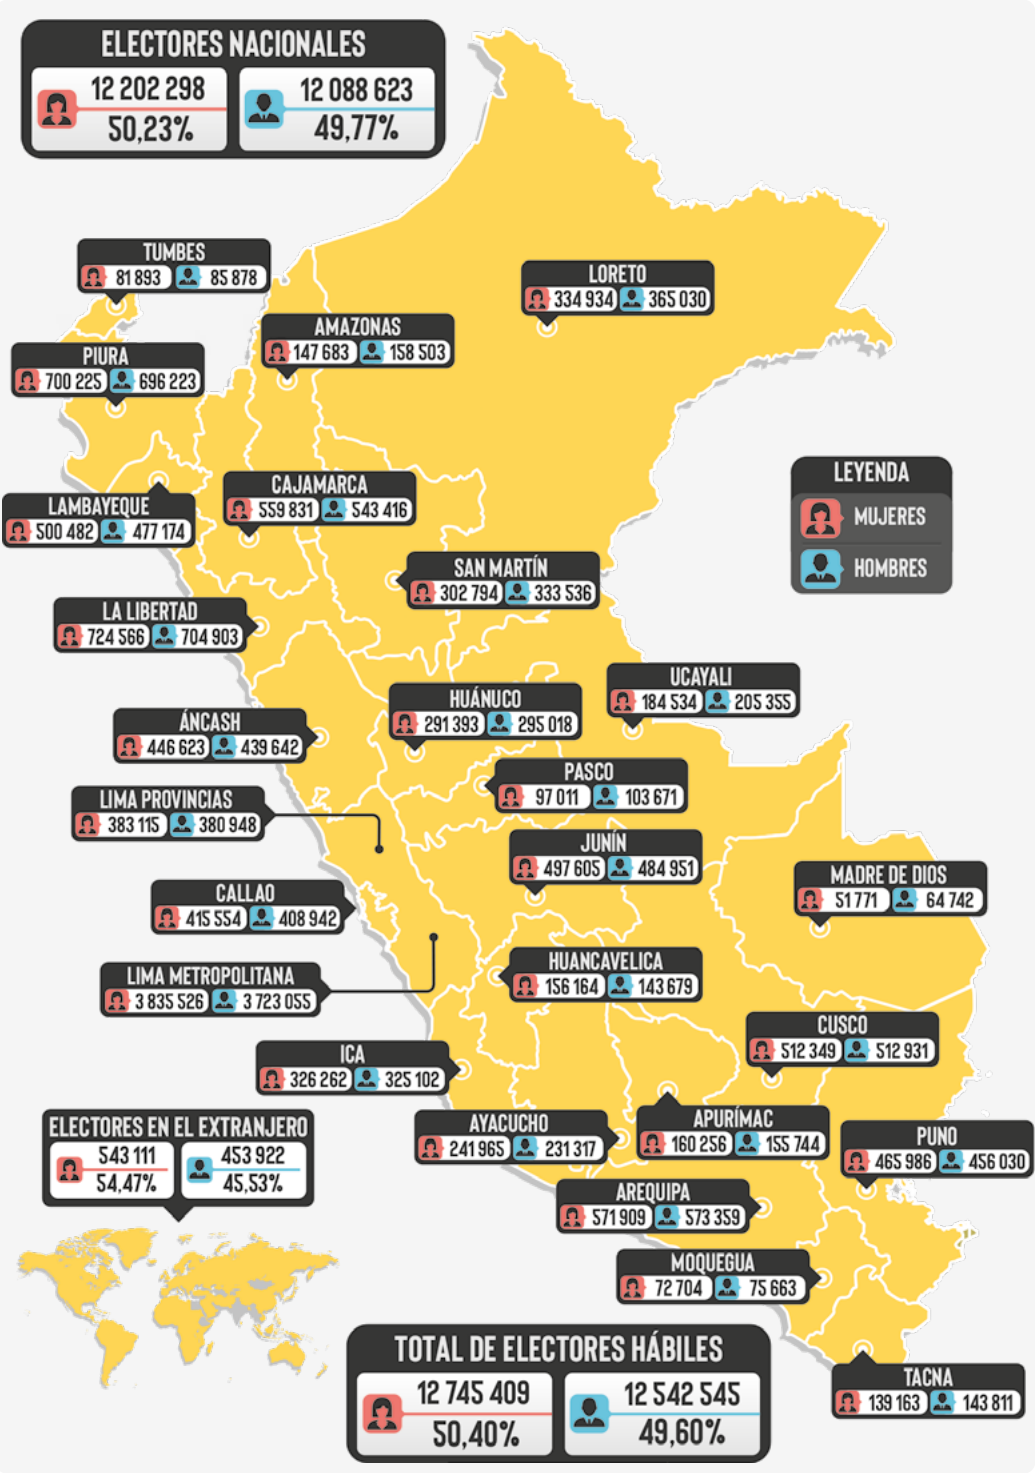 ELECTORES NACIONALES
12 202 298
50,23%
12 088 623
49,77%
TUMBES
81 893 85 878
LORETO
334 934 365 030
AMAZONAS
147 683 158 503
PIURA
700 225 696 223
LEYENDA
MUJERES
HOMBRES
CAJAMARCA
559 831 543 416
LAMBAYEQUE
500 482 477 174
SAN MARTÍN
302 794 333 536
LA LIBERTAD
724 566 704 903
UCAYALI
184 534 205 355
HUÁNUCO
291 393 295 018
ÁNCASH
446 623 439 642
PASCO
97 011 103 671
LIMA PROVINCIAS
383 115 380 948
JUNÍN
497 605 484 951
MADRE DE DIOS
51 771 64 742
CALLAO
415 554 408 942
HUANCAVELICA
156 164 143 679
LIMA METROPOLITANA
3 835 526 3 723 055
CUSCO
512 349 512 931
ICA
326 262 325 102
ELECTORES EN EL EXTRANJERO
543 111
54,47%
453 922
45,53%
AYACUCHO
241 965 231 317
APURÍMAC
160 256 155 744
PUNO
465 986 456 030
AREQUIPA
571 909 573 359
MOQUEGUA
72 704 75 663
TOTAL DE ELECTORES HÁBILES
12 745 409
50,40%
12 542 545
49,60%
TACNA
139 163 143 811